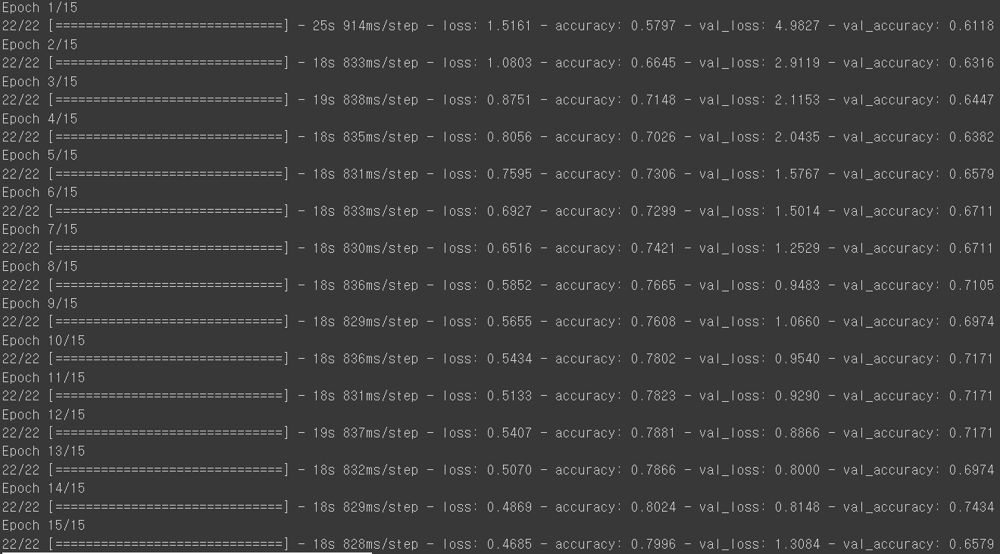 Epoch 1/15
22/22 [==============================] - 25s 914ms/step - loss: 1.5161 - accuracy: 0.5797 - val_loss: 4.9827 - val_accuracy: 0.6118
Epoch 2/15
22/22 [==============================] - 18s 833ms/step - loss: 1.0803 - accuracy: 0.6645 - val_loss: 2.9119 - val_accuracy: 0.6316
Epoch 3/15
22/22 [==============================] - 19s 838ms/step - loss: 0.8751 - accuracy: 0.7148 - val_loss: 2.1153 - val_accuracy: 0.6447
Epoch 4/15
22/22 [==============================] - 18s 835ms/step - loss: 0.8056 - accuracy: 0.7026 - val_loss: 2.0435 - val_accuracy: 0.6382
Epoch 5/15
22/22 [==============================] - 18s 831ms/step - loss: 0.7595 - accuracy: 0.7306 - val_loss: 1.5767 - val_accuracy: 0.6579
Epoch 6/15
22/22 [==============================] - 18s 833ms/step - loss: 0.6927 - accuracy: 0.7299 - val_loss: 1.5014 - val_accuracy: 0.6711
Epoch 7/15
22/22 [==============================] - 18s 830ms/step - loss: 0.6516 - accuracy: 0.7421 - val_loss: 1.2529 - val_accuracy: 0.6711
Epoch 8/15
22/22 [==============================] - 18s 836ms/step - loss: 0.5852 - accuracy: 0.7665 - val_loss: 0.9483 - val_accuracy: 0.7105
Epoch 9/15
22/22 [==============================] - 18s 829ms/step - loss: 0.5655 - accuracy: 0.7608 - val_loss: 1.0660 - val_accuracy: 0.6974
Epoch 10/15
22/22 [==============================] - 18s 836ms/step - loss: 0.5434 - accuracy: 0.7802 - val_loss: 0.9540 - val_accuracy: 0.7171
Epoch 11/15
22/22 [==============================] - 18s 831ms/step - loss: 0.5133 - accuracy: 0.7823 - val_loss: 0.9290 - val_accuracy: 0.7171
Epoch 12/15
22/22 [==============================] - 19s 837ms/step - loss: 0.5407 - accuracy: 0.7881 - val_loss: 0.8866 - val_accuracy: 0.7171
Epoch 13/15
22/22 [==============================] - 18s 832ms/step - loss: 0.5070 - accuracy: 0.7866 - val_loss: 0.8000 - val_accuracy: 0.6974
Epoch 14/15
22/22 [==============================] - 18s 829ms/step - loss: 0.4869 - accuracy: 0.8024 - val_loss: 0.8148 - val_accuracy: 0.7434
Epoch 15/15
22/22 [==============================] - 18s 828ms/step - loss: 0.4685 - accuracy: 0.7996 - val_loss: 1.3084 - val_accuracy: 0.6579